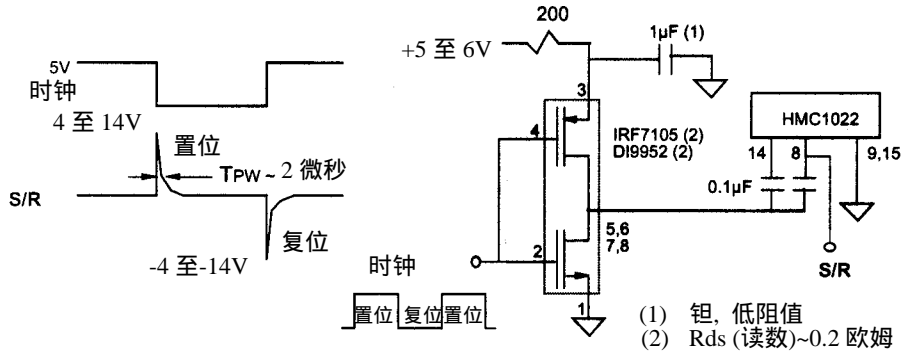 200
+5 至 6V
1µF (1)
5V
时钟
4 至 14V
置位
TPW ~ 2 微秒
S/R
复位
-4 至-14V
3
4
IRF7105 (2)
DI9952 (2)
HMC1022
14
8
9,15
0.1µF
2
5,6
7,8
S/R
时钟
置位 复位 置位
1
(1) 钽, 低阻值
(2) Rds (读数)~0.2 欧姆